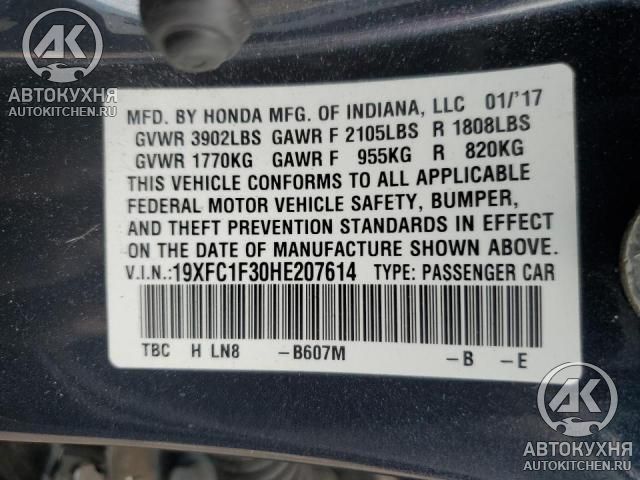 АВТОКУХНЯ
AUTOKITCHEN.RU
MFD. BY HONDA MFG. OF INDIANA, LLC 01/'17
GVWR 3902LBS GAWR F 2105LBS R 1808LBS
GVWR 1770KG GAWR F 955KG R 820KG
THIS VEHICLE CONFORMS TO ALL APPLICABLE
FEDERAL MOTOR VEHICLE SAFETY, BUMPER,
AND THEFT PREVENTION STANDARDS IN EFFECT
ON THE DATE OF MANUFACTURE SHOWN ABOVE.
V.I.N.:19XFC1F30HE207614 TYPE: PASSENGER CAR
TBC H LN8 -B607M -B -E
АВТОКУХНЯ
AUTOKITCHEN.RU